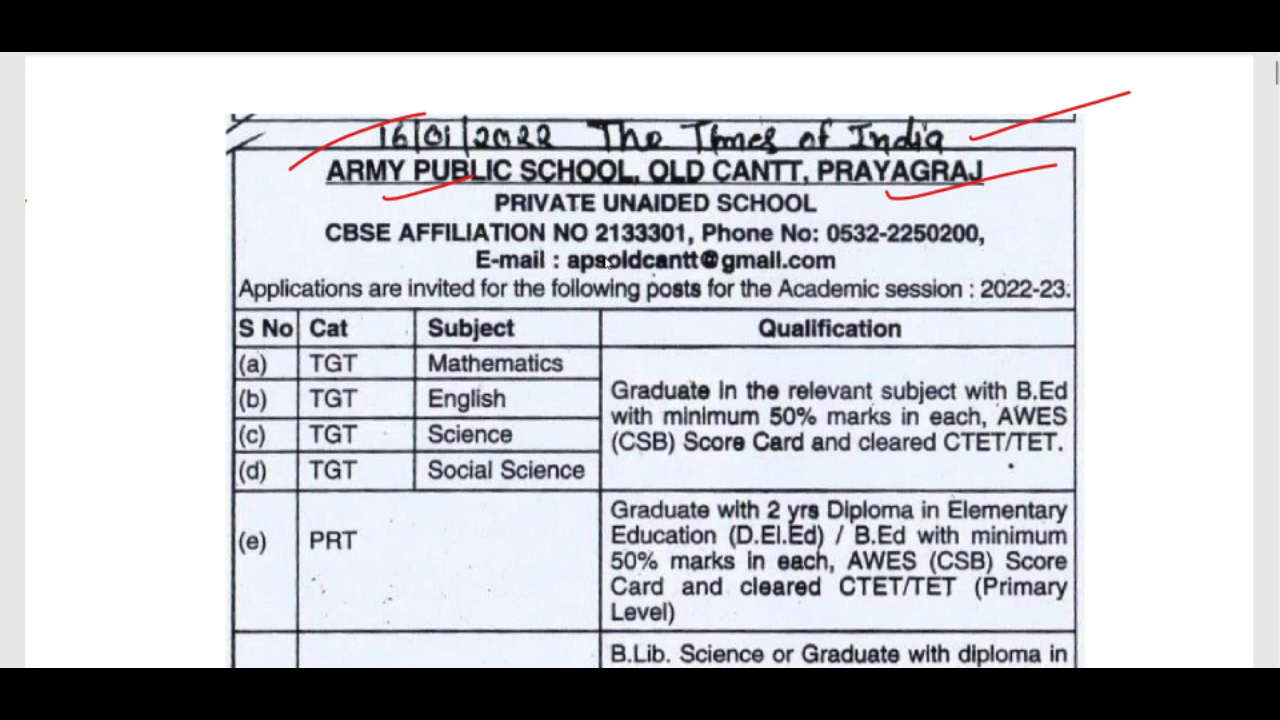 16/01/2022 The Times of India
ARMY PUBLIC SCHOOL, OLD CANTT, PRAYAGRAJ
PRIVATE UNAIDED SCHOOL
CBSE AFFILIATION NO 2133301, Phone No: 0532-2250200,
E-mail : apsoldcantt@gmail.com
Applications are invited for the following posts for the Academic session : 2022-23.
S No Cat Subject Qualification
(a) TGT Mathematics
(b) TGT English
(c) TGT Science
(d) TGT Social Science
Graduate in the relevant subject with B.Ed
with minimum 50% marks in each, AWES
(CSB) Score Card and cleared CTET/TET.
(e) PRT
Graduate with 2 yrs Diploma in Elementary
Education (D.El.Ed) / B.Ed with minimum
50% marks in each, AWES (CSB) Score
Card and cleared CTET/TET (Primary
Level)
B.Lib. Science or Graduate with diploma in